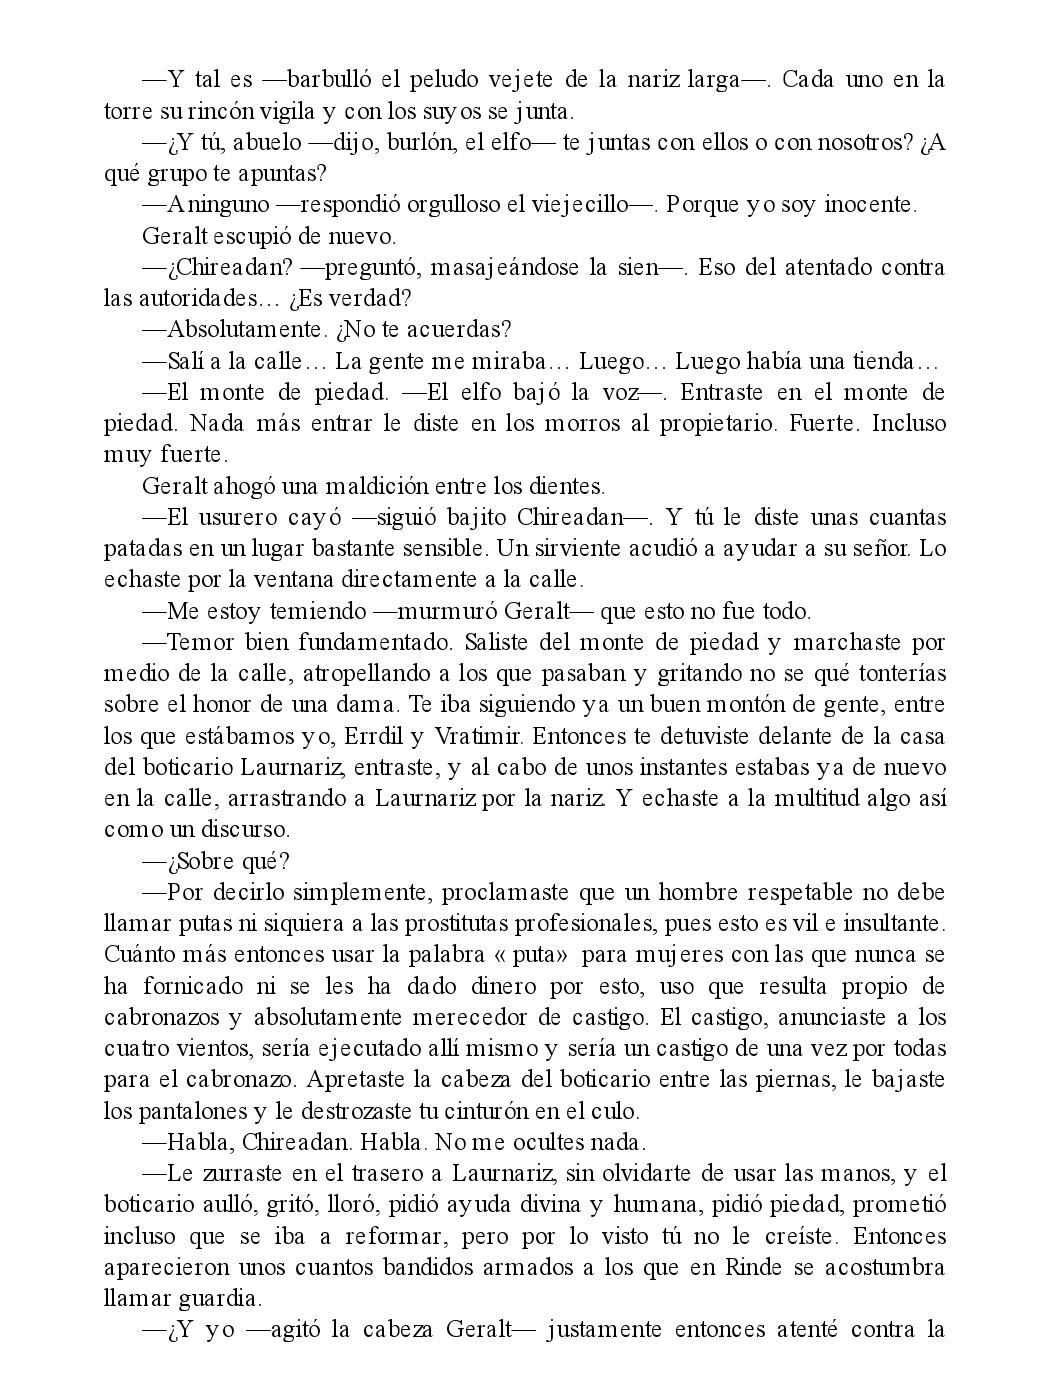 —Y tal es —barbulló el peludo vejete de la nariz larga—. Cada uno en la
torre su rincón vigila y con los suyos se junta.
—¿Y tú, abuelo —dijo, burlón, el elfo— te juntas con ellos o con nosotros? ¿A
qué grupo te apuntas?
—A ninguno —respondió orgulloso el viejecillo—. Porque yo soy inocente.
Geralt escupió de nuevo.
—¿Chireadan? —preguntó, masajeándose la sien—. Eso del atentado contra
las autoridades… ¿Es verdad?
—Absolutamente. ¿No te acuerdas?
—Salí a la calle… La gente me miraba… Luego… Luego había una tienda…
—El monte de piedad. —El elfo bajó la voz—. Entraste en el monte de
piedad. Nada más entrar le diste en los morros al propietario. Fuerte. Incluso
muy fuerte.
Geralt ahogó una maldición entre los dientes.
—El usurero cayó —siguió bajito Chireadan—. Y tú le diste unas cuantas
patadas en un lugar bastante sensible. Un sirviente acudió a ayudar a su señor. Lo
echaste por la ventana directamente a la calle.
—Me estoy temiendo —murmuró Geralt— que esto no fue todo.
—Temor bien fundamentado. Saliste del monte de piedad y marchaste por
medio de la calle, atropellando a los que pasaban y gritando no se qué tonterías
sobre el honor de una dama. Te iba siguiendo ya un buen montón de gente, entre
los que estábamos yo, Errdil y Vratimir. Entonces te detuviste delante de la casa
del boticario Laurnariz, entraste, y al cabo de unos instantes estabas ya de nuevo
en la calle, arrastrando a Laurnariz por la nariz. Y echaste a la multitud algo así
como un discurso.
—¿Sobre qué?
—Por decirlo simplemente, proclamaste que un hombre respetable no debe
llamar putas ni siquiera a las prostitutas profesionales, pues esto es vil e insultante.
Cuánto más entonces usar la palabra « puta» para mujeres con las que nunca se
ha fornicado ni se les ha dado dinero por esto, uso que resulta propio de
cabronazos y absolutamente merecedor de castigo. El castigo, anunciaste a los
cuatro vientos, sería ejecutado allí mismo y sería un castigo de una vez por todas
para el cabronazo. Apretaste la cabeza del boticario entre las piernas, le bajaste
los pantalones y le destrozaste tu cinturón en el culo.
—Habla, Chireadan. Habla. No me ocultes nada.
—Le zurraste en el trasero a Laurnariz, sin olvidarte de usar las manos, y el
boticario aulló, gritó, lloró, pidió ayuda divina y humana, pidió piedad, prometió
incluso que se iba a reformar, pero por lo visto tú no le creíste. Entonces
aparecieron unos cuantos bandidos armados a los que en Rinde se acostumbra
llamar guardia.
—¿Y yo —agitó la cabeza Geralt— justamente entonces atenté contra la